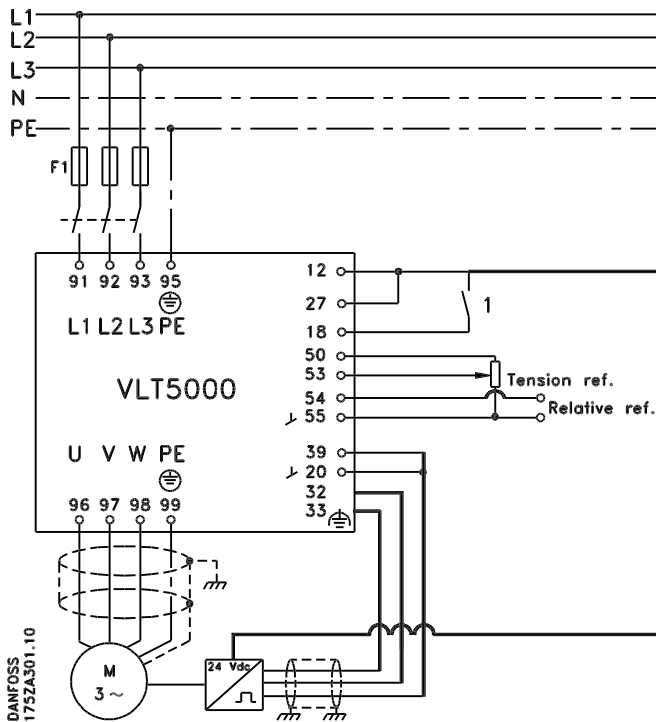 L1
L2
L3
N
PE
F1
91 92 93 95
L1 L2 L3 PE
VLT5000
U V W PE
96 97 98 99
12
27
18
1
50
53
Tension ref.
54
Relative ref.
55
39
20
32
33
M
3 ~
24 Vdc
DANFOSS
175ZA301.10